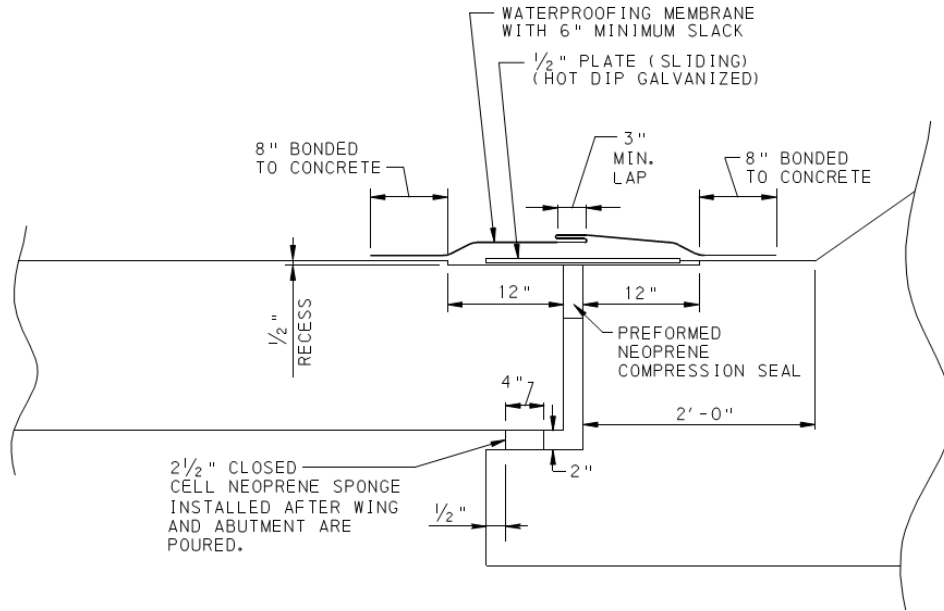 WATERPROOFING MEMBRANE
WITH 6" MINIMUM SLACK
1/2" PLATE (SLIDING)
(HOT DIP GALVANIZED)
3"
MIN.
LAP
8" BONDED
TO CONCRETE
8" BONDED
TO CONCRETE
12"
12"
1/2"
RECESS
PREFORMED
NEOPRENE
COMPRESSION SEAL
4"
2'-0"
2"
2 1/2" CLOSED
CELL NEOPRENE SPONGE
INSTALLED AFTER WING
AND ABUTMENT ARE
POURED.
1/2"